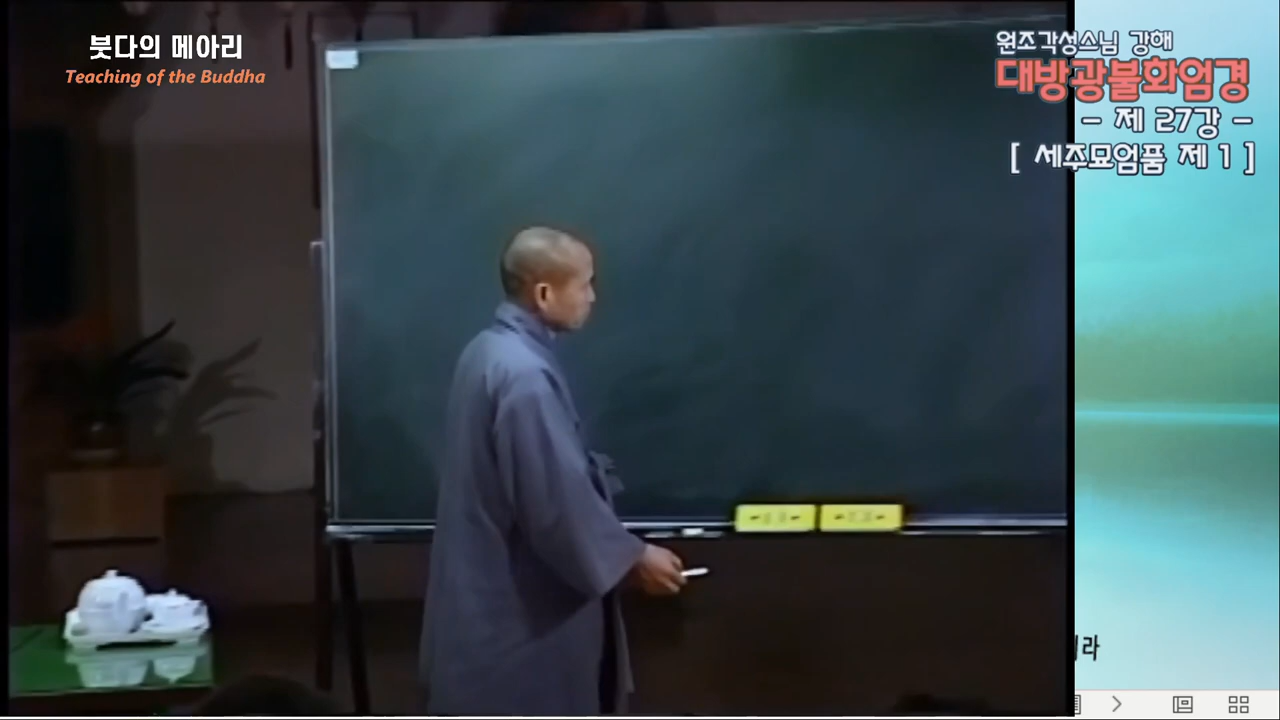 붓다의 메아리
Teaching of the Buddha
원조각성스님 강해
대방광불화엄경
- 제 27강 -
[ 세주묘엄품 제 1 ]
라